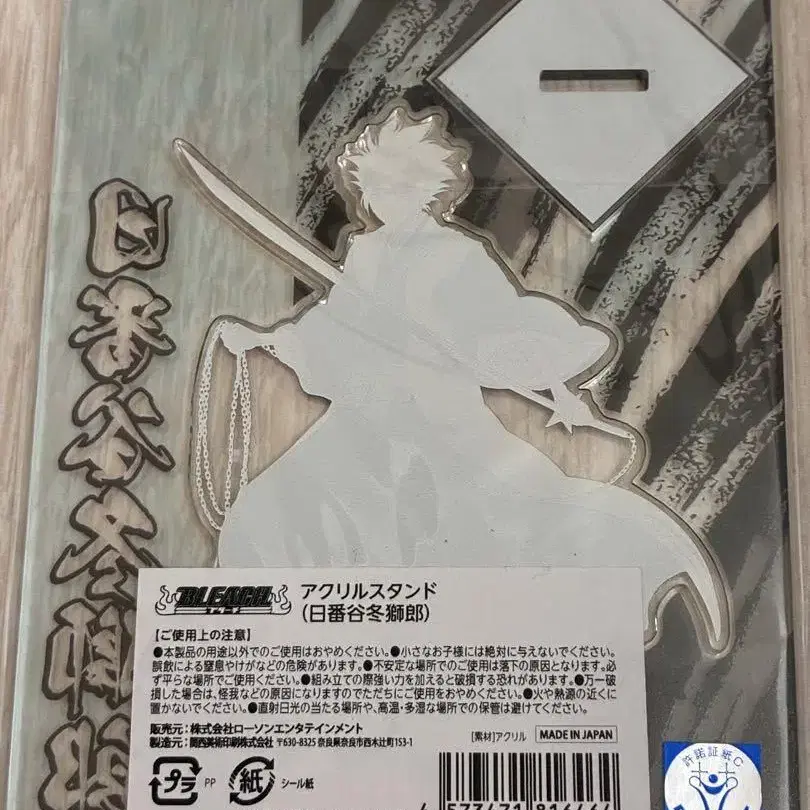 日番谷冬獅
BLEACH
アクリルスタンド
(日番谷冬獅郎)
【ご使用上の注意】
●本製品の用途以外でのご使用はおやめください。●小さなお子様には絶対に与えないでください。
誤飲による窒息やけがなどの危険があります。●不安定な場所でのご使用は落下の原因となります。必
ず平らな場所でご使用ください。●組み立ての際強い力を加えると破損する恐れがあります。●万一破
損した場合は、怪我などの原因になりますのでただちにご使用をおやめください。●火や熱源の近くに
置かないでください。●直射日光の当たる場所や、高温・多湿な場所での保管は避けてください。
販売元:株式会社ローソンエンタテインメント
製造元:関西美術印刷株式会社 〒630-8325 奈良県奈良市西木辻町153-1
[素材]アクリル MADE IN JAPAN
プラ PP 紙 シール紙
許諾証紙C